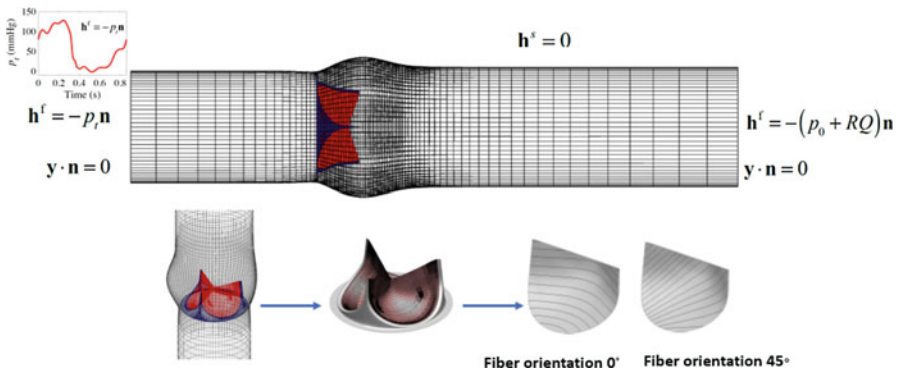 150
100
50
0
p_t (mmHg)
h^f = −p_t n
0 0.2 0.4 0.6 0.8
Time (s)
h^s = 0
h^f = −p_t n
y · n = 0
h^f = −(p_0 + RQ)n
y · n = 0
Fiber orientation 0° Fiber orientation 45°